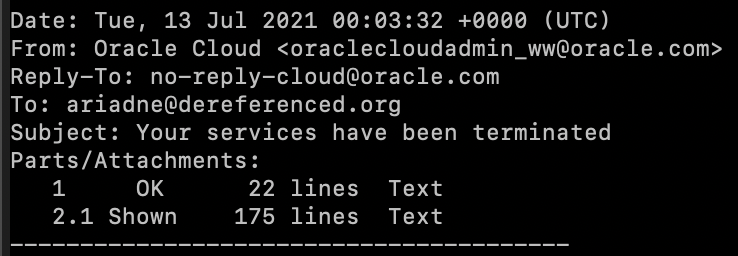 Date: Tue, 13 Jul 2021 00:03:32 +0000 (UTC)
From: Oracle Cloud <oraclecloudadmin_ww@oracle.com>
Reply-To: no-reply-cloud@oracle.com
To: ariadne@dereferenced.org
Subject: Your services have been terminated
Parts/Attachments:
   1     OK      22 lines  Text
   2.1 Shown    175 lines  Text
----------------------------------------